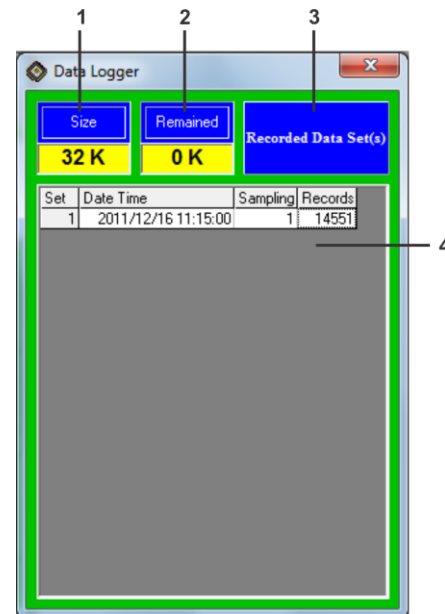 1 2 3
Data Logger
Size Remained Recorded Data Set(s)
32 K 0 K
Set Date Time Sampling Records
1 2011/12/16 11:15:00 1 14551
4